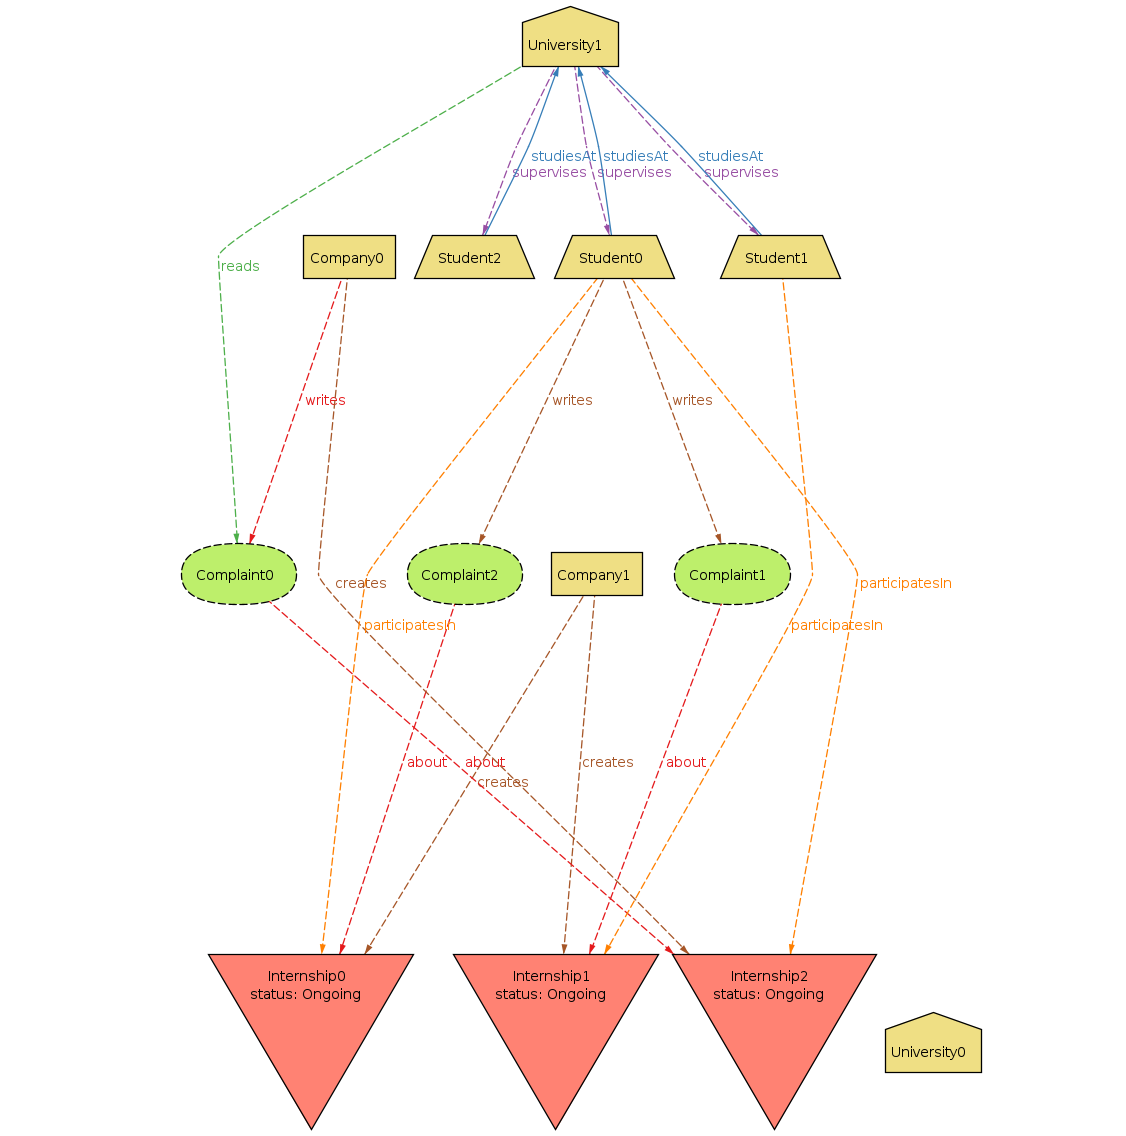 University1
studiesAt
studiesAt
studiesAt
supervises
supervises
supervises
reads
Company0
Student2
Student0
Student1
writes
writes
writes
Complaint0
Complaint2
Company1
Complaint1
creates
participatesIn
participatesIn
participatesIn
about
about
creates
about
creates
Internship0
status: Ongoing
Internship1
status: Ongoing
Internship2
status: Ongoing
University0